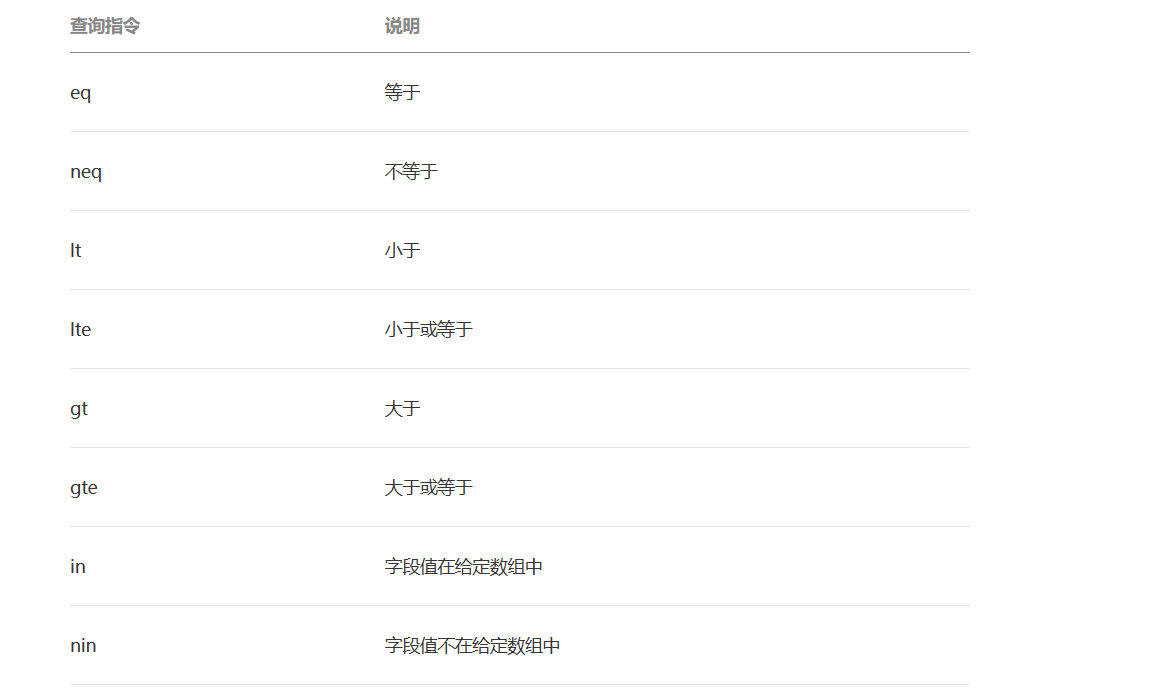 查询指令 说明
eq 等于
neq 不等于
lt 小于
lte 小于或等于
gt 大于
gte 大于或等于
in 字段值在给定数组中
nin 字段值不在给定数组中